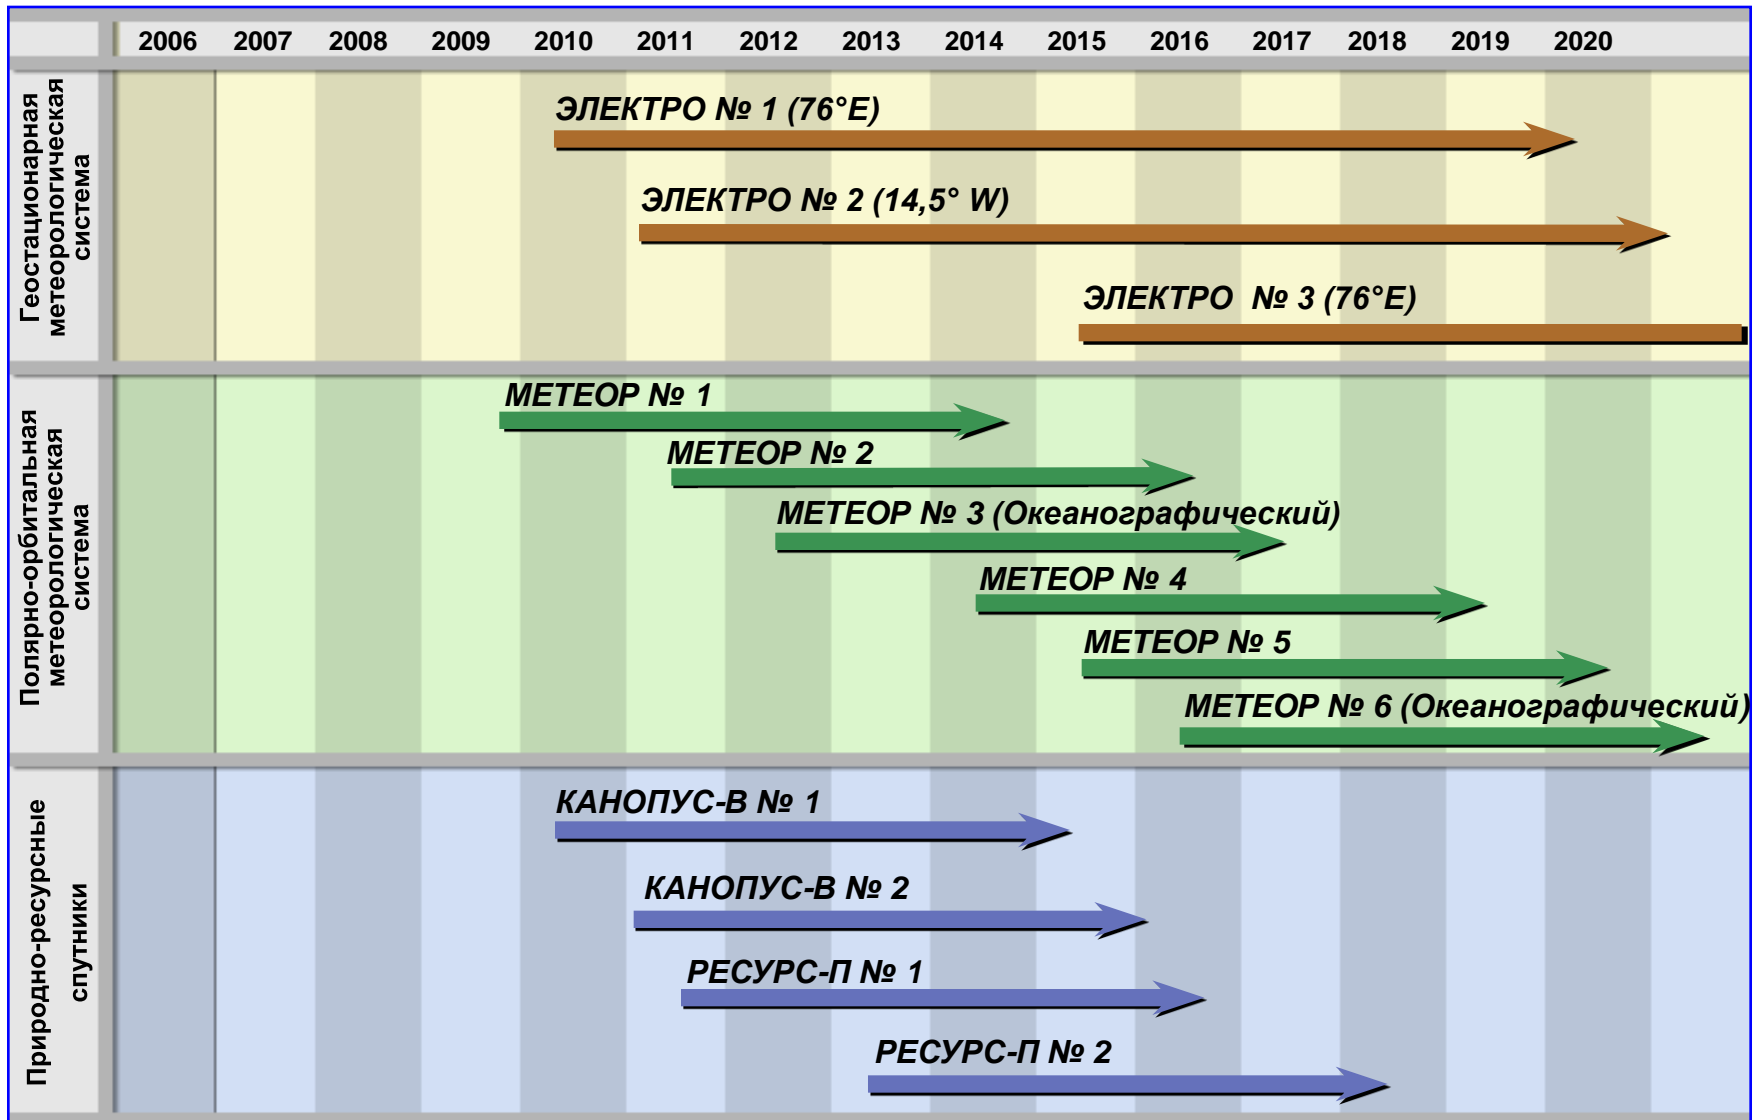 2006 2007 2008 2009 2010 2011 2012 2013 2014 2015 2016 2017 2018 2019 2020
Геостационарная
метеорологическая
система
ЭЛЕКТРО № 1 (76°E)
ЭЛЕКТРО № 2 (14,5° W)
ЭЛЕКТРО № 3 (76°E)
Полярно-орбитальная
метеорологическая
система
МЕТЕОР № 1
МЕТЕОР № 2
МЕТЕОР № 3 (Океанографический)
МЕТЕОР № 4
МЕТЕОР № 5
МЕТЕОР № 6 (Океанографический)
Природно-ресурсные
спутники
КАНОПУС-В № 1
КАНОПУС-В № 2
РЕСУРС-П № 1
РЕСУРС-П № 2